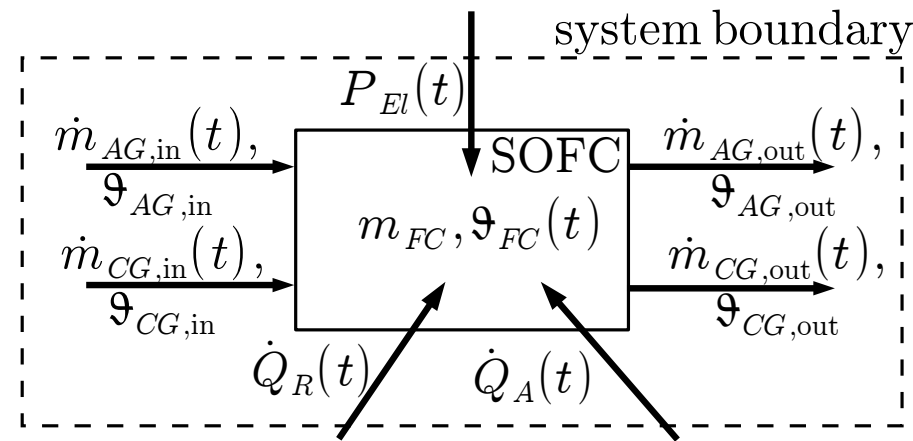 system boundary
P_El(t)
ṁ_AG,in(t),
ϑ_AG,in
SOFC
ṁ_AG,out(t),
ϑ_AG,out
m_FC, ϑ_FC(t)
ṁ_CG,in(t),
ϑ_CG,in
ṁ_CG,out(t),
ϑ_CG,out
Q̇_R(t)
Q̇_A(t)